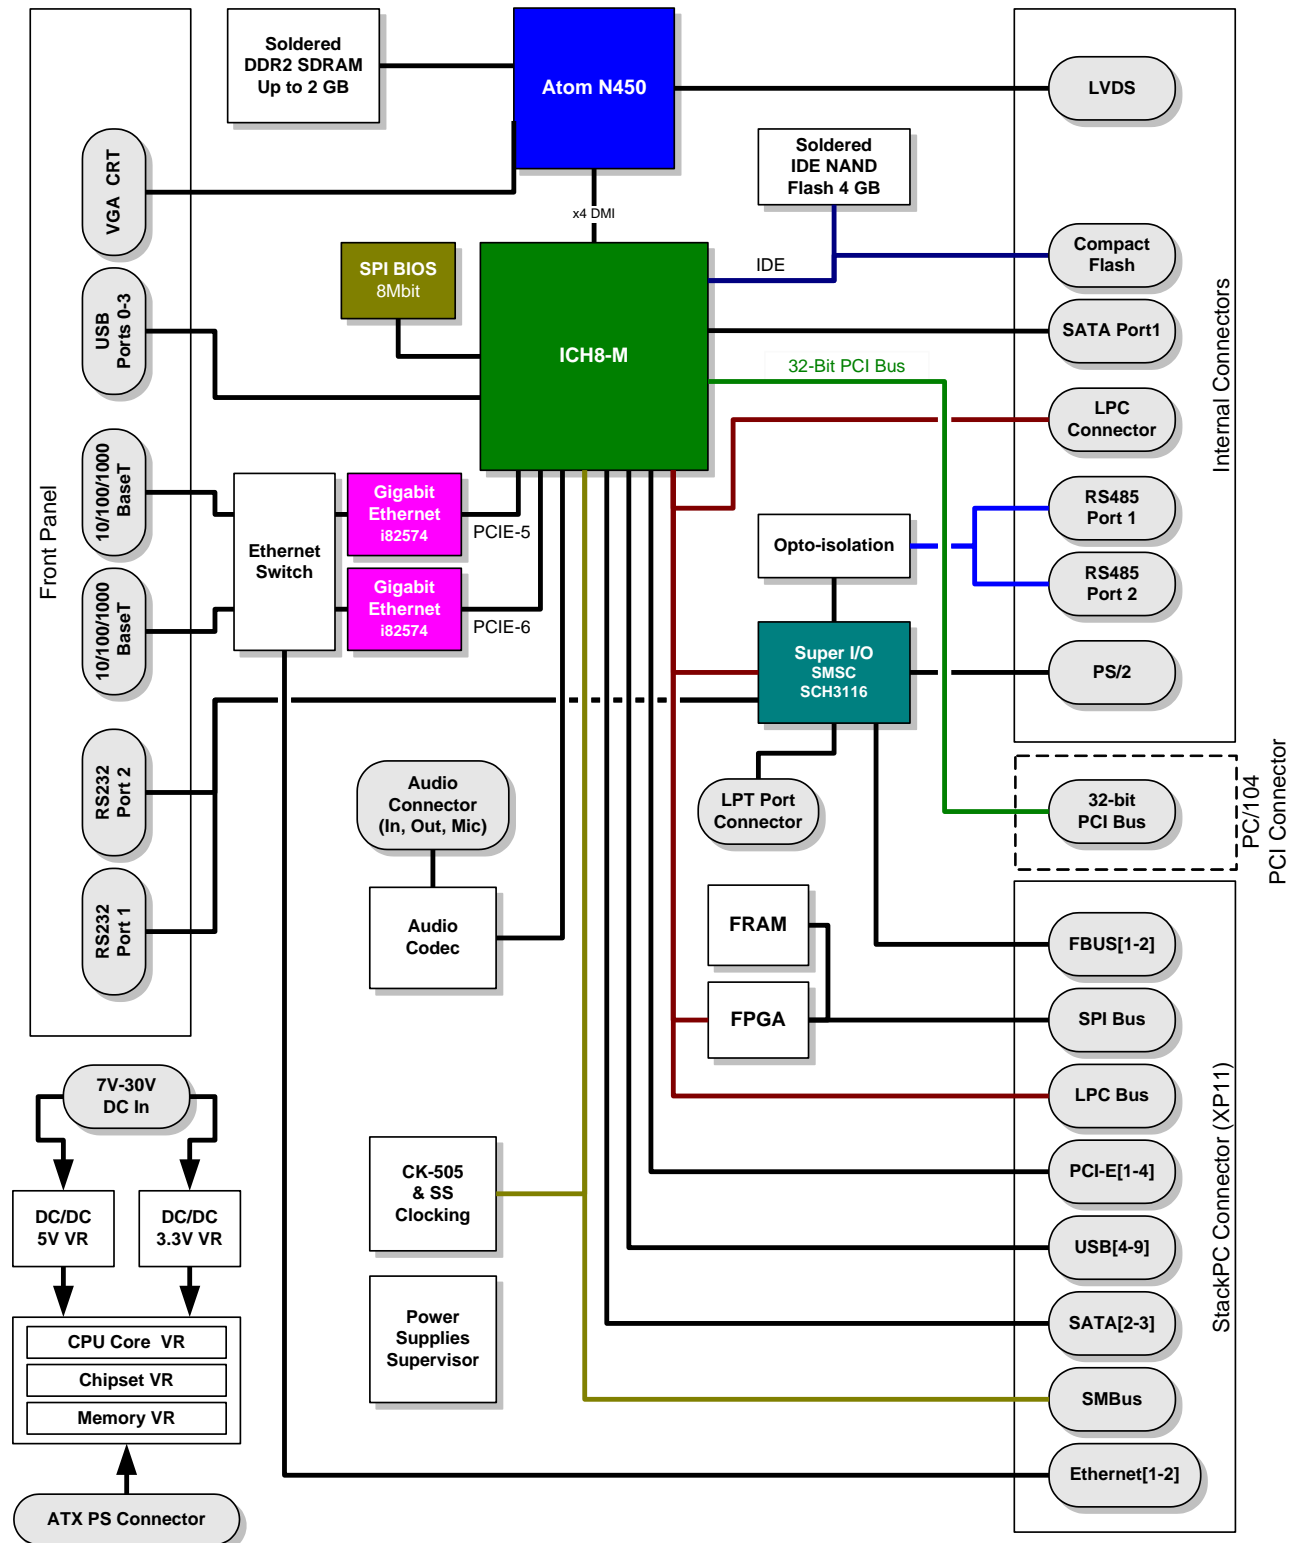 Front Panel
Soldered
DDR2 SDRAM
Up to 2 GB
Atom N450
LVDS
VGA CRT
x4 DMI
Soldered
IDE NAND
Flash 4 GB
SPI BIOS
8Mbit
IDE
Compact
Flash
Internal Connectors
USB
Ports 0-3
ICH8-M
SATA Port1
32-Bit PCI Bus
LPC
Connector
10/100/1000
BaseT
Ethernet
Switch
Gigabit
Ethernet
i82574
PCIE-5
RS485
Port 1
Opto-isolation
RS485
Port 2
10/100/1000
BaseT
Gigabit
Ethernet
i82574
PCIE-6
Super I/O
SMSC
SCH3116
PS/2
RS232
Port 2
Audio
Connector
(In, Out, Mic)
LPT Port
Connector
32-bit
PCI Bus
PC/104
PCI Connector
RS232
Port 1
Audio
Codec
FRAM
FBUS[1-2]
FPGA
SPI Bus
7V-30V
DC In
LPC Bus
StackPC Connector (XP11)
CK-505
& SS
Clocking
PCI-E[1-4]
DC/DC
5V VR
DC/DC
3.3V VR
USB[4-9]
Power
Supplies
Supervisor
SATA[2-3]
CPU Core VR
Chipset VR
Memory VR
SMBus
Ethernet[1-2]
ATX PS Connector